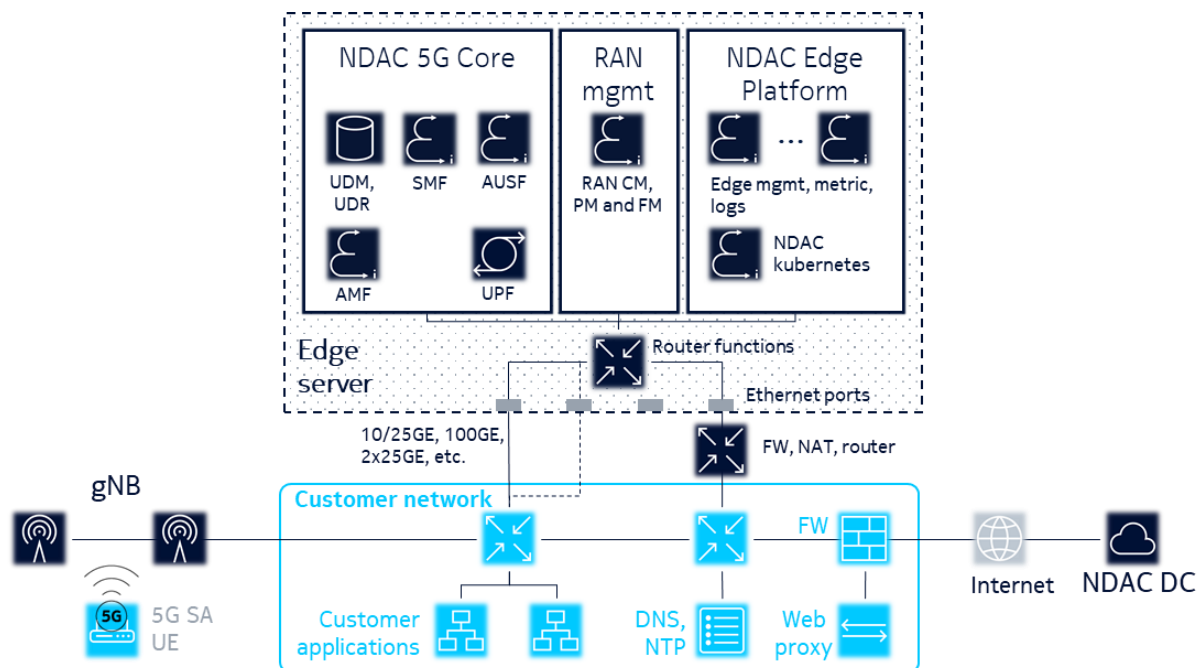 NDAC 5G Core
RAN
mgmt
NDAC Edge
Platform
UDM,
UDR
SMF
AUSF
RAN CM,
PM and FM
...
Edge mgmt, metric,
logs
AMF
UPF
NDAC
kubernetes
i
i
i
i
i
i
i
Edge
server
Router functions
Ethernet ports
10/25GE, 100GE,
2x25GE, etc.
FW, NAT, router
gNB
Customer network
FW
5G
5G SA
UE
Customer
applications
DNS,
NTP
Web
proxy
Internet
NDAC DC